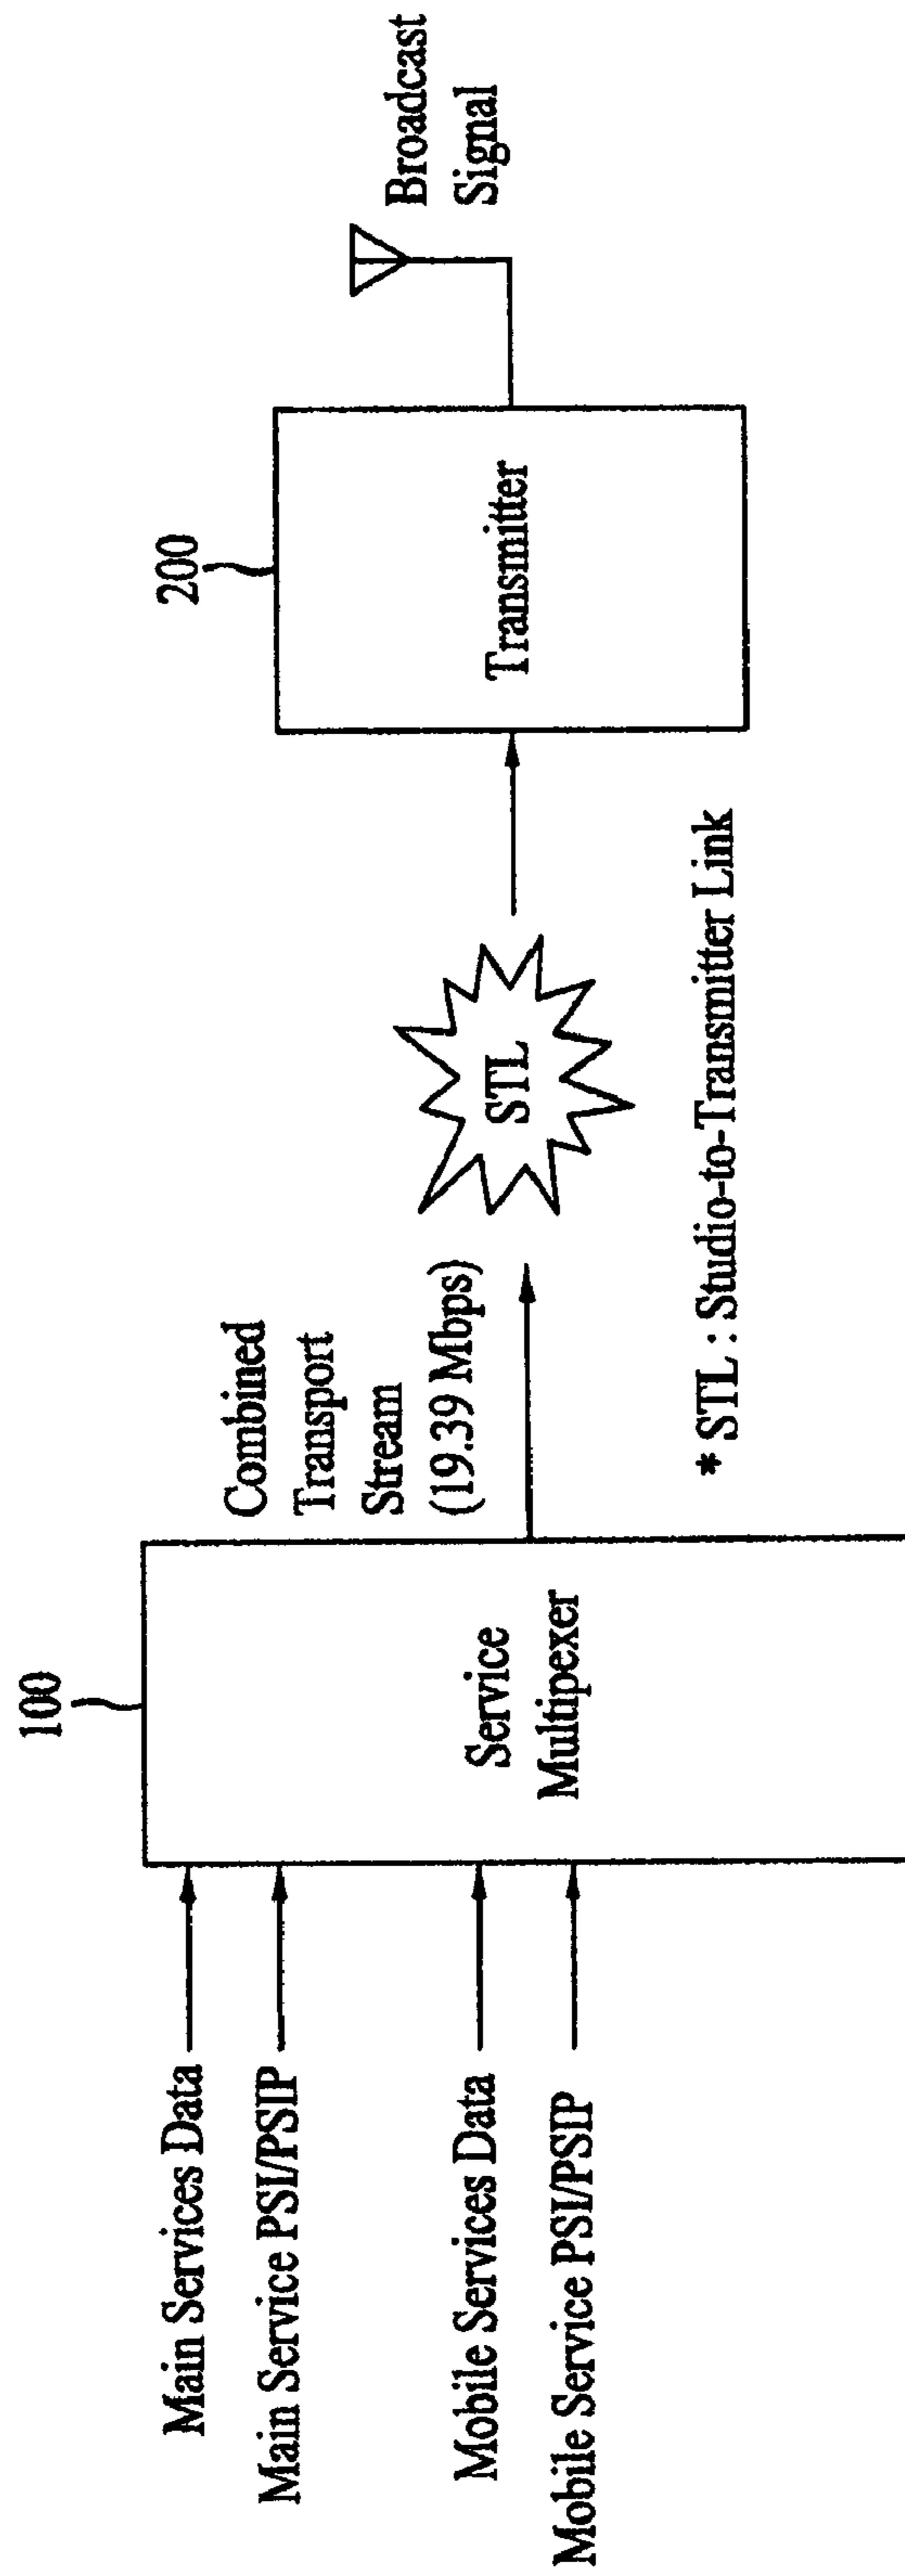 Main Services Data
Main Service PSI/PSIP
Mobile Services Data
Mobile Service PSI/PSIP
100
Service
Multipexer
Combined
Transport
Stream
(19.39 Mbps)
STL
* STL : Studio-to-Transmitter Link
200
Transmitter
Broadcast
Signal